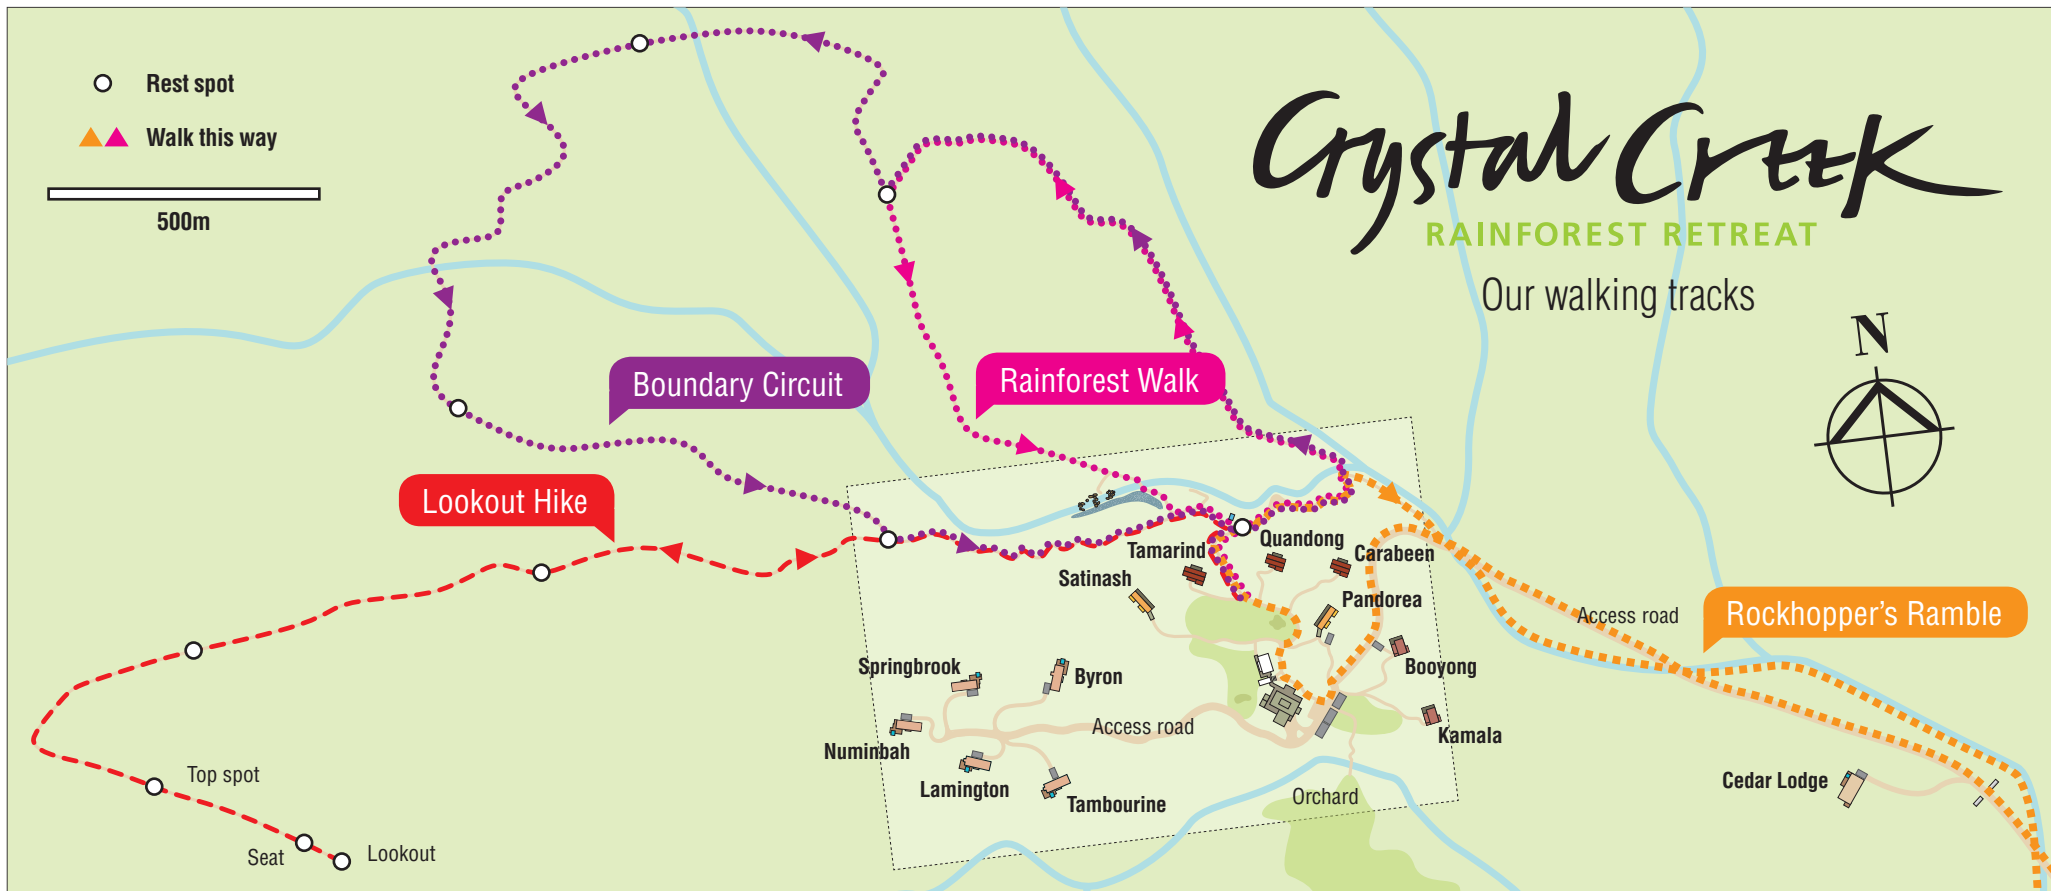 Rest spot
Walk this way
500m
Crystal Creek
RAINFOREST RETREAT
Our walking tracks
N
Boundary Circuit
Rainforest Walk
Lookout Hike
Rockhopper's Ramble
Quandong
Tamarind
Carabeen
Satinash
Pandorea
Access road
Springbrook
Byron
Booyong
Access road
Numinbah
Kamala
Lamington
Tambourine
Orchard
Cedar Lodge
Top spot
Seat
Lookout